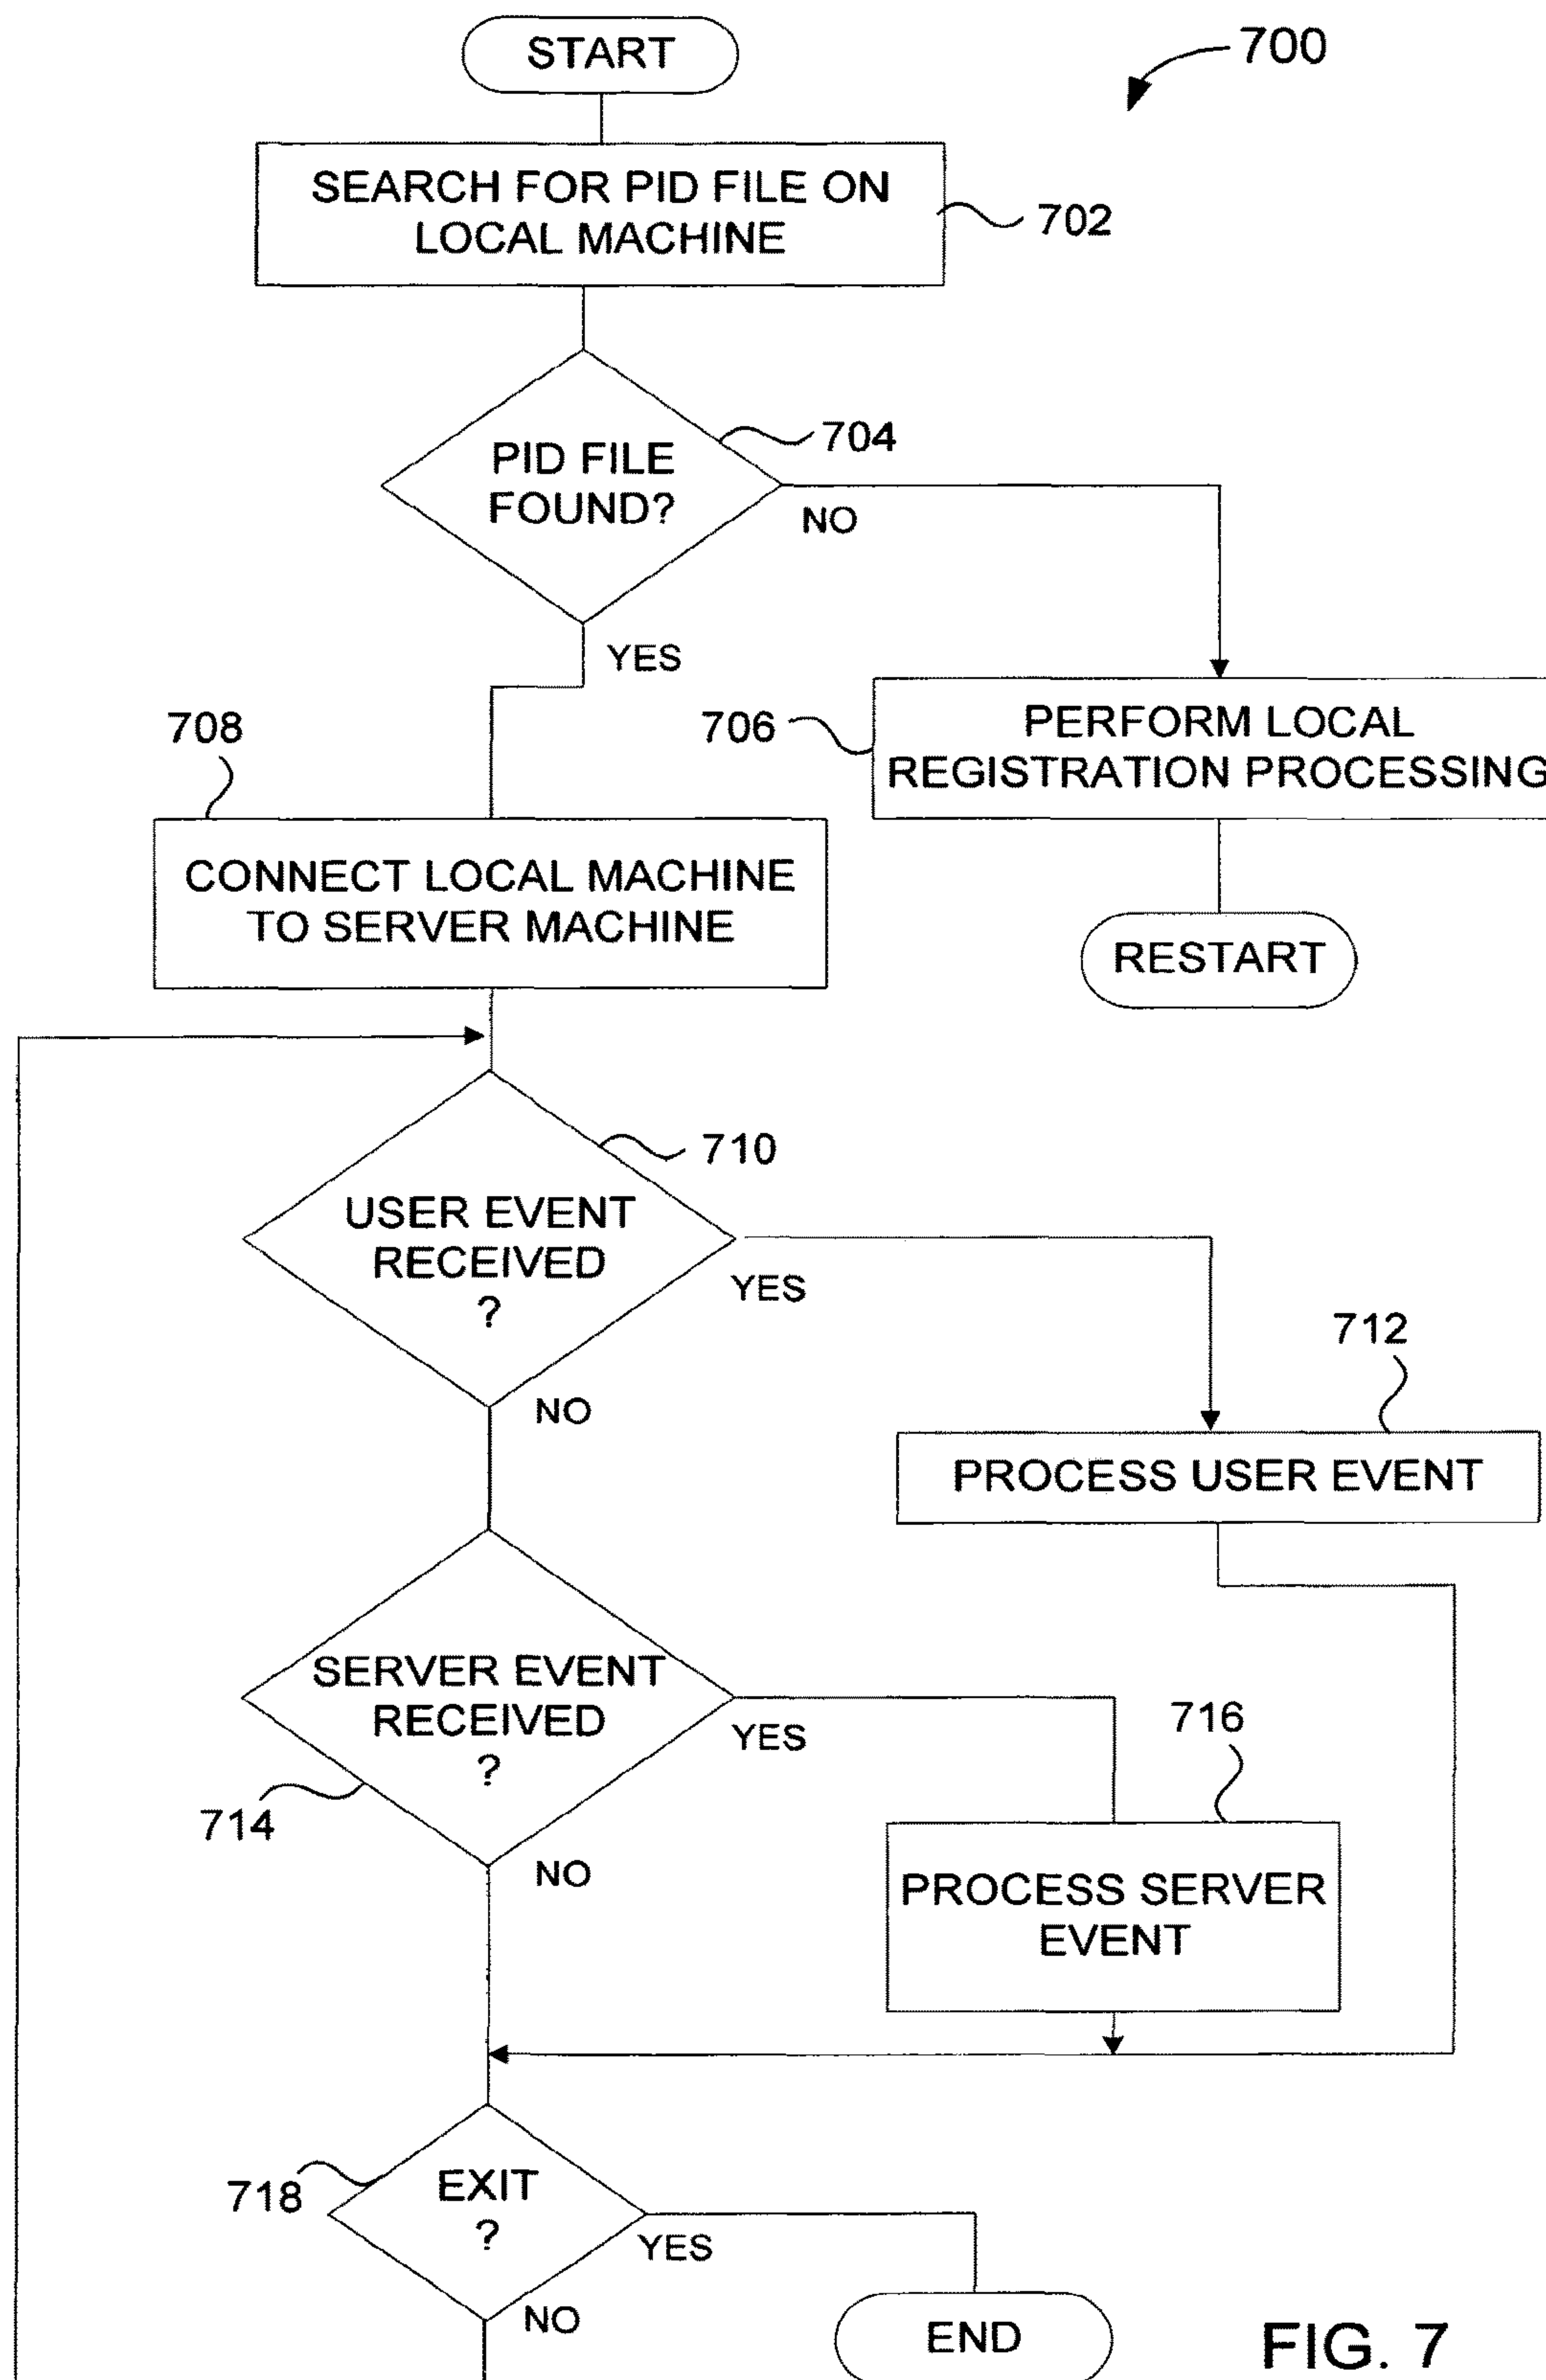 START
700
SEARCH FOR PID FILE ON
LOCAL MACHINE
702
PID FILE
FOUND?
704
NO
YES
708
706
PERFORM LOCAL
REGISTRATION PROCESSING
CONNECT LOCAL MACHINE
TO SERVER MACHINE
RESTART
710
USER EVENT
RECEIVED
?
YES
NO
712
PROCESS USER EVENT
SERVER EVENT
RECEIVED
?
YES
714
NO
716
PROCESS SERVER
EVENT
718
EXIT
?
YES
NO
END
FIG. 7